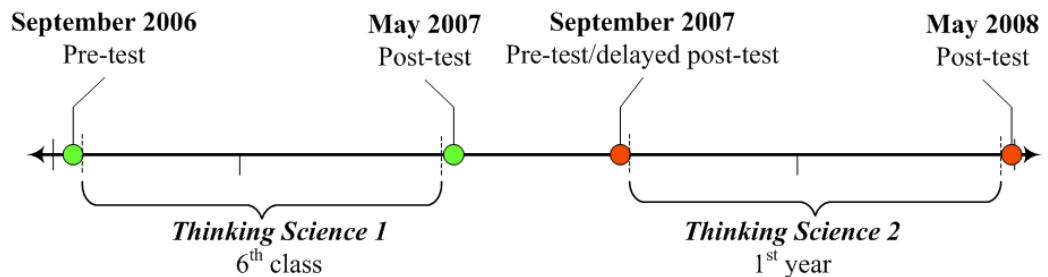 September 2006
Pre-test
May 2007
Post-test
September 2007
Pre-test/delayed post-test
May 2008
Post-test
Thinking Science 1
6th class
Thinking Science 2
1st year